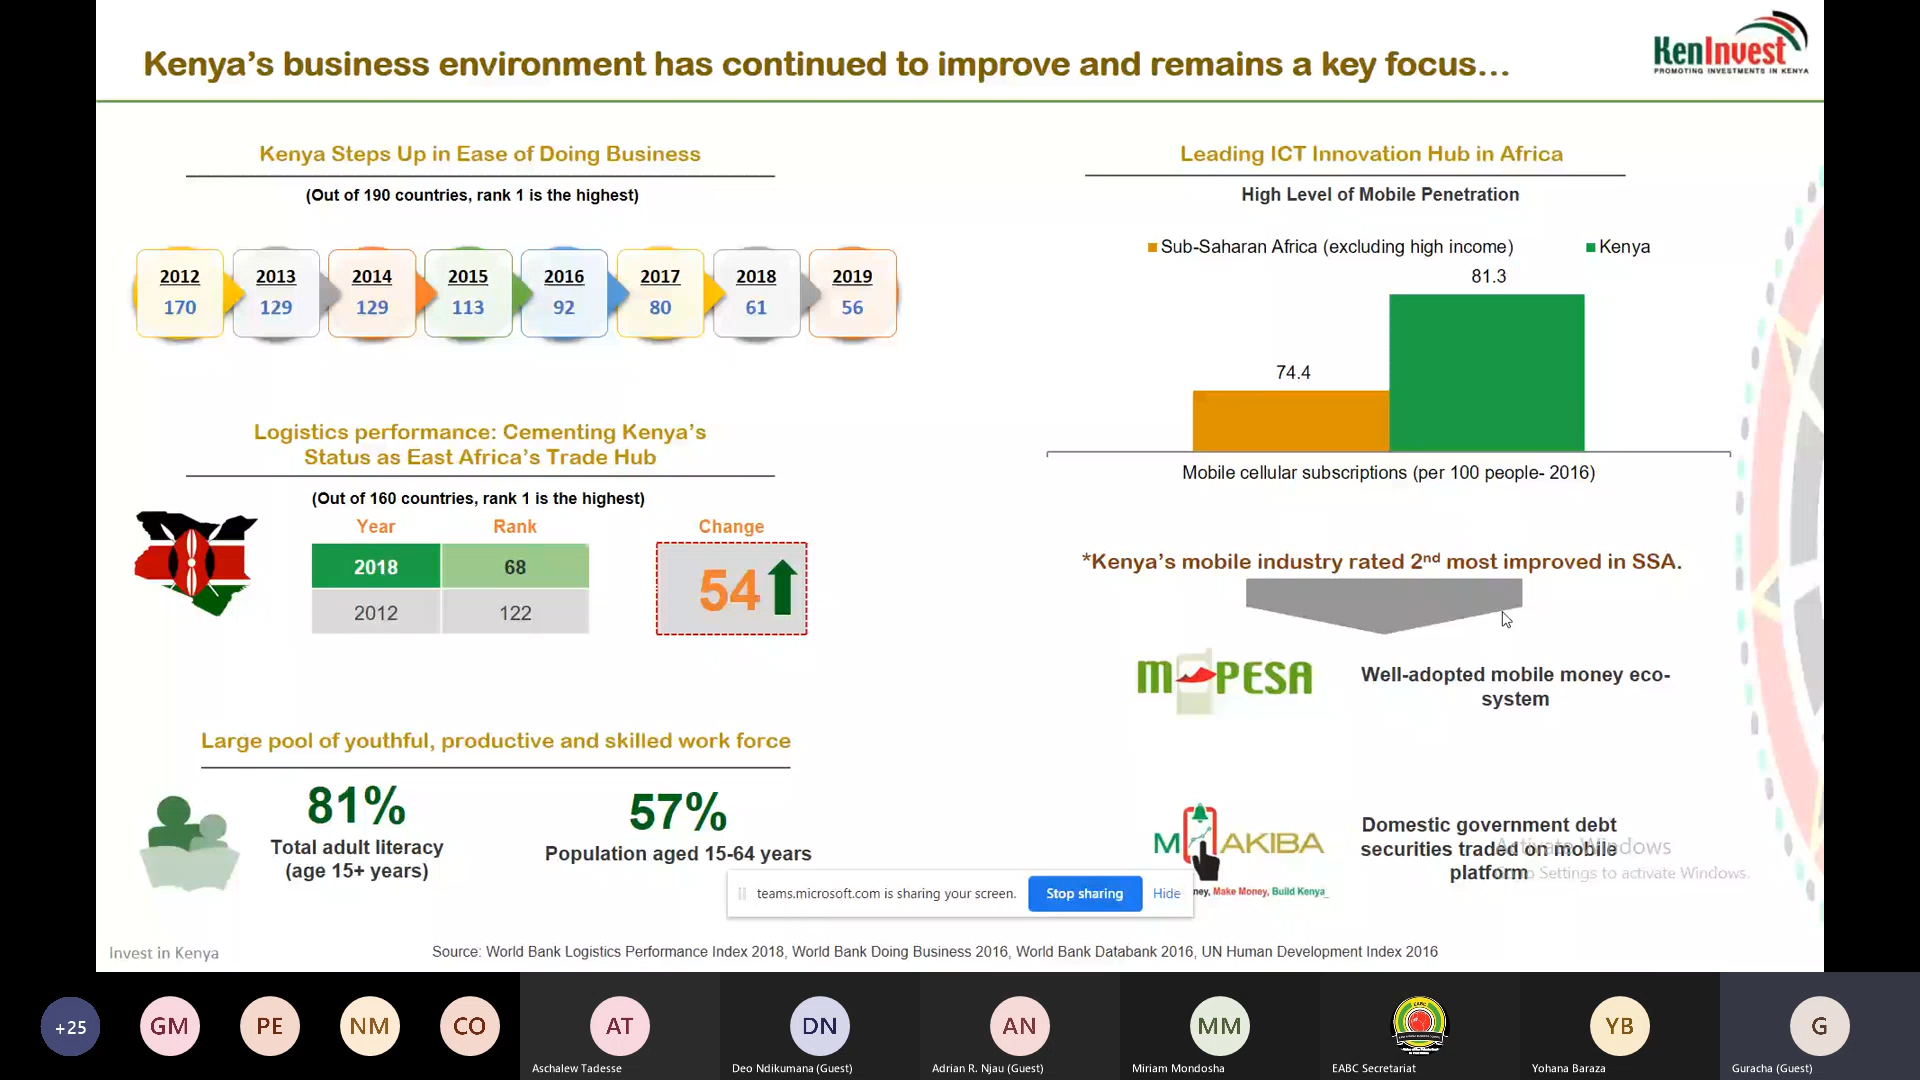 Kenya's business environment has continued to improve and remains a key focus...
KenInvest
PROMOTING INVESTMENTS IN KENYA
Kenya Steps Up in Ease of Doing Business
(Out of 190 countries, rank 1 is the highest)
2012 2013 2014 2015 2016 2017 2018 2019
170 129 129 113 92 80 61 56
Logistics performance: Cementing Kenya's
Status as East Africa's Trade Hub
(Out of 160 countries, rank 1 is the highest)
Year Rank Change
2018 68
54
2012 122
Large pool of youthful, productive and skilled work force
81%
Total adult literacy
(age 15+ years)
57%
Population aged 15-64 years
Leading ICT Innovation Hub in Africa
High Level of Mobile Penetration
Sub-Saharan Africa (excluding high income) Kenya
81.3
74.4
Mobile cellular subscriptions (per 100 people- 2016)
*Kenya's mobile industry rated 2nd most improved in SSA.
M-PESA
Well-adopted mobile money eco-
system
M AKIBA
ney, Make Money, Build Kenya_
Domestic government debt
securities traded on mobile
platform
Activate Windows
Go to Settings to activate Windows.
teams.microsoft.com is sharing your screen. Stop sharing Hide
Invest in Kenya
Source: World Bank Logistics Performance Index 2018, World Bank Doing Business 2016, World Bank Databank 2016, UN Human Development Index 2016
+25 GM PE NM CO AT DN AN MM YB G
Aschalew Tadesse Deo Ndikumana (Guest) Adrian R. Njau (Guest) Miriam Mondosha EABC Secretariat Yohana Baraza Guracha (Guest)